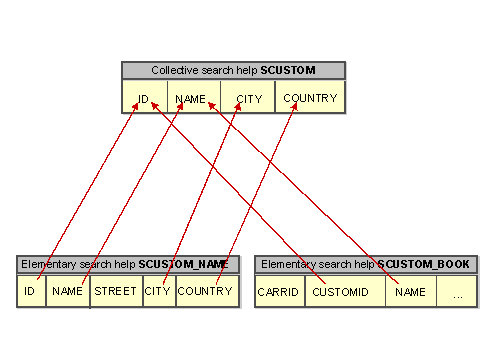 Collective search help SCUSTOM
ID NAME CITY COUNTRY
Elementary search help SCUSTOM_NAME
ID NAME STREET CITY COUNTRY
Elementary search help SCUSTOM_BOOK
CARRID CUSTOMID NAME ...